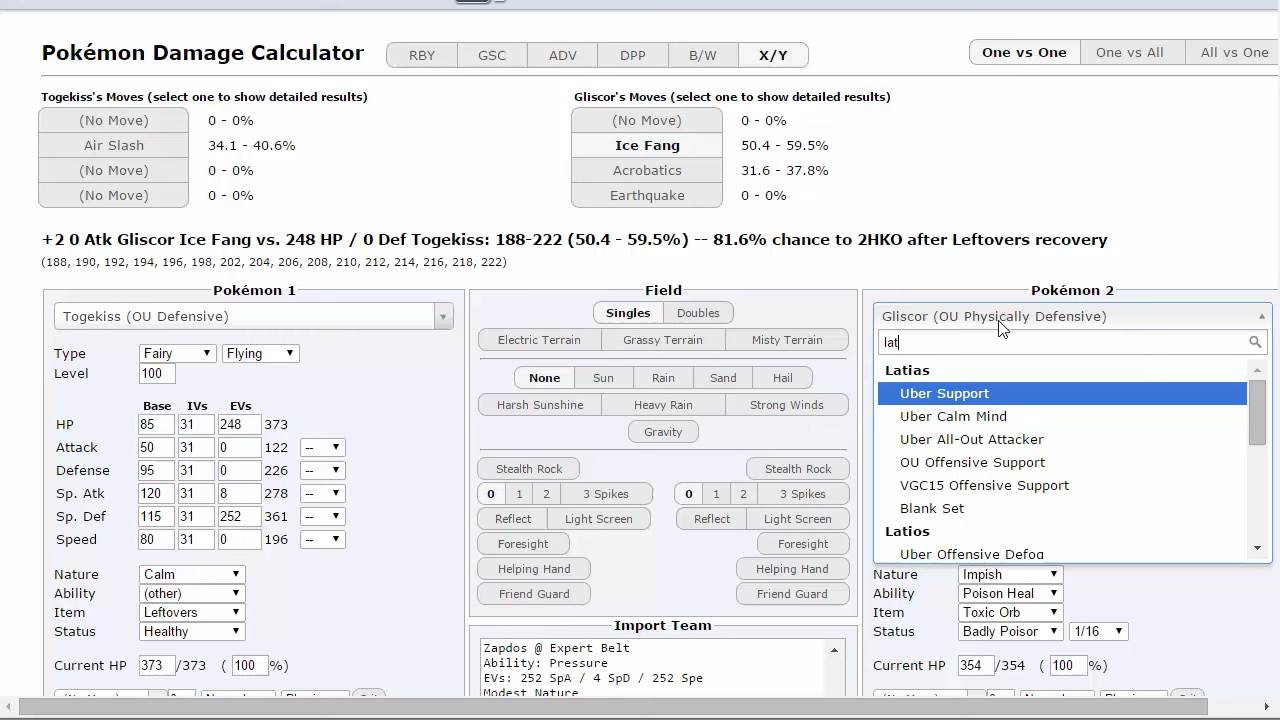 Pokémon Damage Calculator
RBY GSC ADV DPP B/W X/Y
One vs One One vs All All vs One
Togekiss's Moves (select one to show detailed results)
(No Move) 0 - 0%
Air Slash 34.1 - 40.6%
(No Move) 0 - 0%
(No Move) 0 - 0%
Gliscor's Moves (select one to show detailed results)
(No Move) 0 - 0%
Ice Fang 50.4 - 59.5%
Acrobatics 31.6 - 37.8%
Earthquake 0 - 0%
+2 0 Atk Gliscor Ice Fang vs. 248 HP / 0 Def Togekiss: 188-222 (50.4 - 59.5%) -- 81.6% chance to 2HKO after Leftovers recovery
(188, 190, 192, 194, 196, 198, 202, 204, 206, 208, 210, 212, 214, 216, 218, 222)
Pokémon 1
Togekiss (OU Defensive)
Type Fairy Flying
Level 100
Base IVs EVs
HP 85 31 248 373
Attack 50 31 0 122 --
Defense 95 31 0 226 --
Sp. Atk 120 31 8 278 --
Sp. Def 115 31 252 361 --
Speed 80 31 0 196 --
Nature Calm
Ability (other)
Item Leftovers
Status Healthy
Current HP 373 /373 ( 100 %)
Field
Singles Doubles
Electric Terrain Grassy Terrain Misty Terrain
None Sun Rain Sand Hail
Harsh Sunshine Heavy Rain Strong Winds
Gravity
Stealth Rock Stealth Rock
0 1 2 3 Spikes 0 1 2 3 Spikes
Reflect Light Screen Reflect Light Screen
Foresight Foresight
Helping Hand Helping Hand
Friend Guard Friend Guard
Import Team
Zapdos @ Expert Belt
Ability: Pressure
EVs: 252 SpA / 4 SpD / 252 Spe
Modest Nature
Pokémon 2
Gliscor (OU Physically Defensive)
lat
Latias
Uber Support
Uber Calm Mind
Uber All-Out Attacker
OU Offensive Support
VGC15 Offensive Support
Blank Set
Latios
Uber Offensive Defog
Nature Impish
Ability Poison Heal
Item Toxic Orb
Status Badly Poisor 1/16
Current HP 354 /354 ( 100 %)